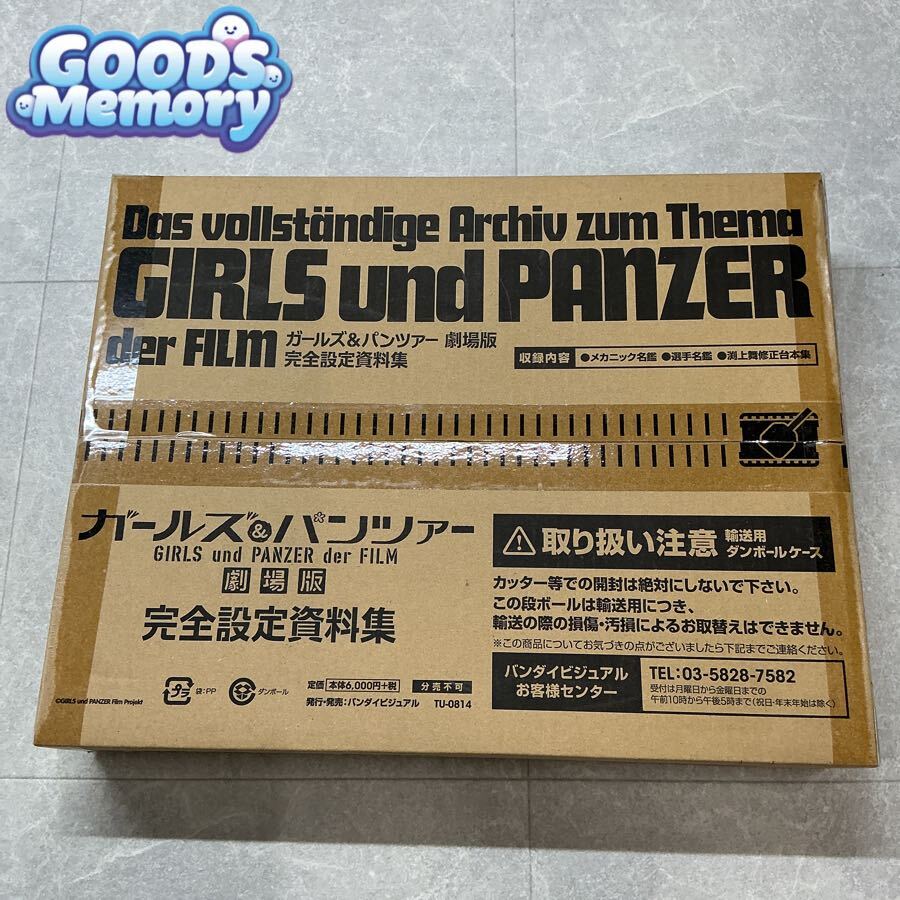 GOODS
Memory
Das vollständige Archiv zum Thema
GIRLS und PANZER
der FILM
ガールズ&パンツァー 劇場版
完全設定資料集
収録内容 ●メカニック名鑑 ●選手名鑑 ●渕上舞修正台本集
ガールズ&パンツァー
GIRLS und PANZER der FILM
劇場版
完全設定資料集
⚠取り扱い注意 輸送用
ダンボールケース
カッター等での開封は絶対にしないで下さい。
この段ボールは輸送用につき、
輸送の際の損傷・汚損によるお取替えはできません。
※この商品についてお気づきの点がございましたら下記までご連絡ください。
バンダイビジュアル
お客様センター
TEL:03-5828-7582
受付は月曜日から金曜日までの
午前10時から午後5時まで(祝日・年末年始は除く)
プラ 袋:PP ダンボール
定価 本体6,000円+税 分売不可
発行・発売:バンダイビジュアル TU-0814
©GIRLS und PANZER Film Projekt